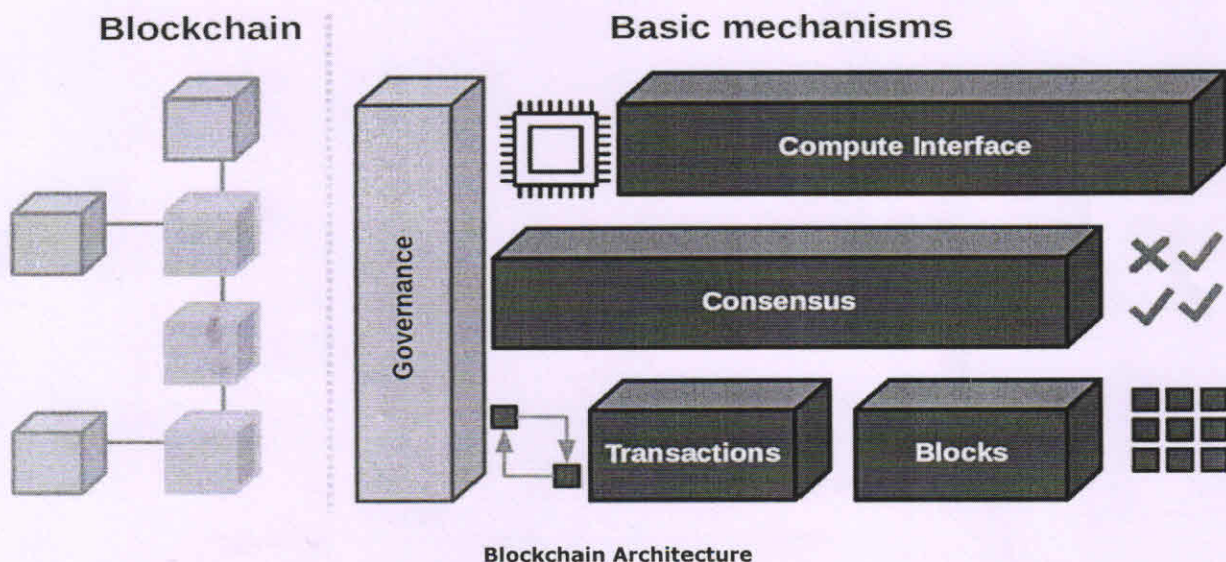 Blockchain
Basic mechanisms
Governance
Compute Interface
Consensus
Transactions
Blocks
Blockchain Architecture